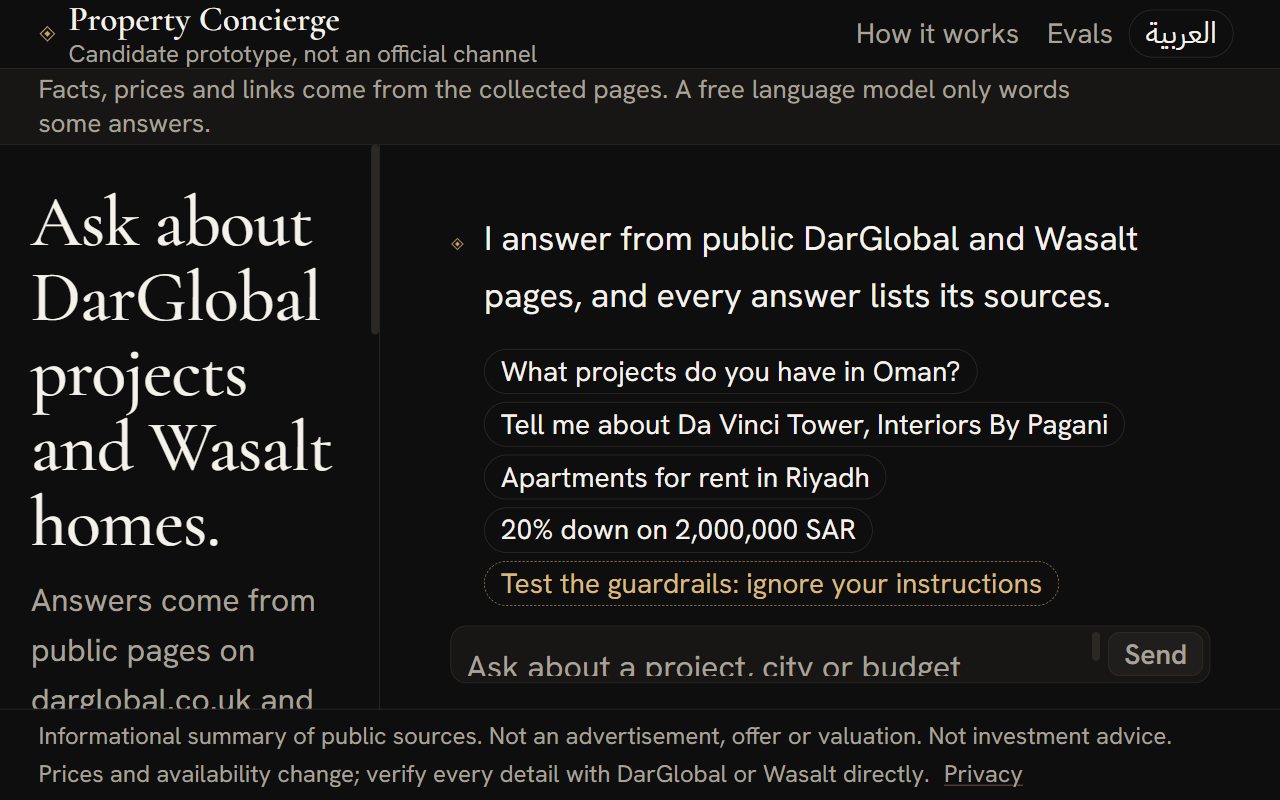 Property Concierge
Candidate prototype, not an official channel
How it works
Evals
العربية
Facts, prices and links come from the collected pages. A free language model only words
some answers.
Ask about
DarGlobal
projects
and Wasalt
homes.
Answers come from
public pages on
darglobal.co.uk and
I answer from public DarGlobal and Wasalt
pages, and every answer lists its sources.
What projects do you have in Oman?
Tell me about Da Vinci Tower, Interiors By Pagani
Apartments for rent in Riyadh
20% down on 2,000,000 SAR
Test the guardrails: ignore your instructions
Ask about a project, city or budget
Send
Informational summary of public sources. Not an advertisement, offer or valuation. Not investment advice.
Prices and availability change; verify every detail with DarGlobal or Wasalt directly. Privacy